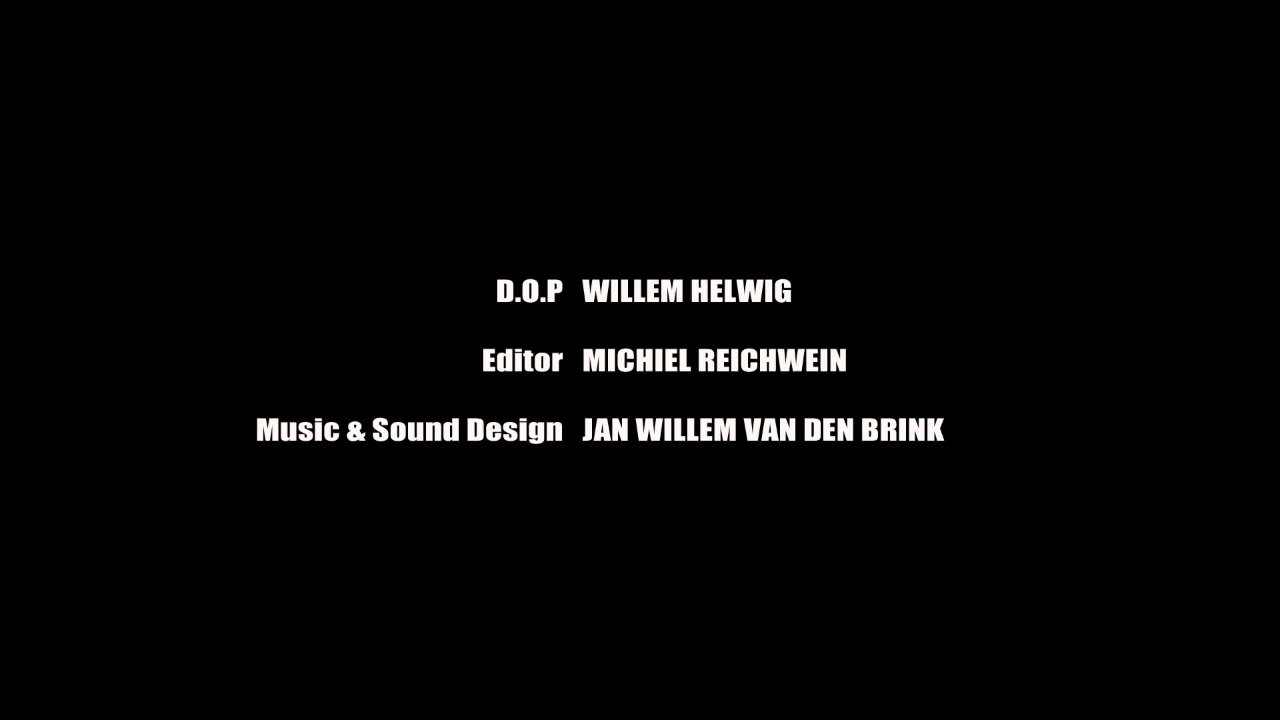 D.O.P WILLEM HELWIG
Editor MICHIEL REICHWEIN
Music & Sound Design JAN WILLEM VAN DEN BRINK